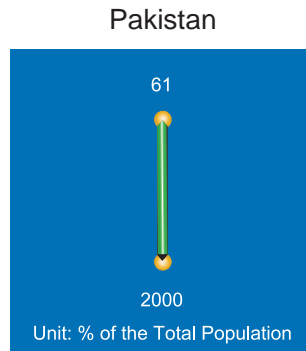 Pakistan
61
2000
Unit: % of the Total Population